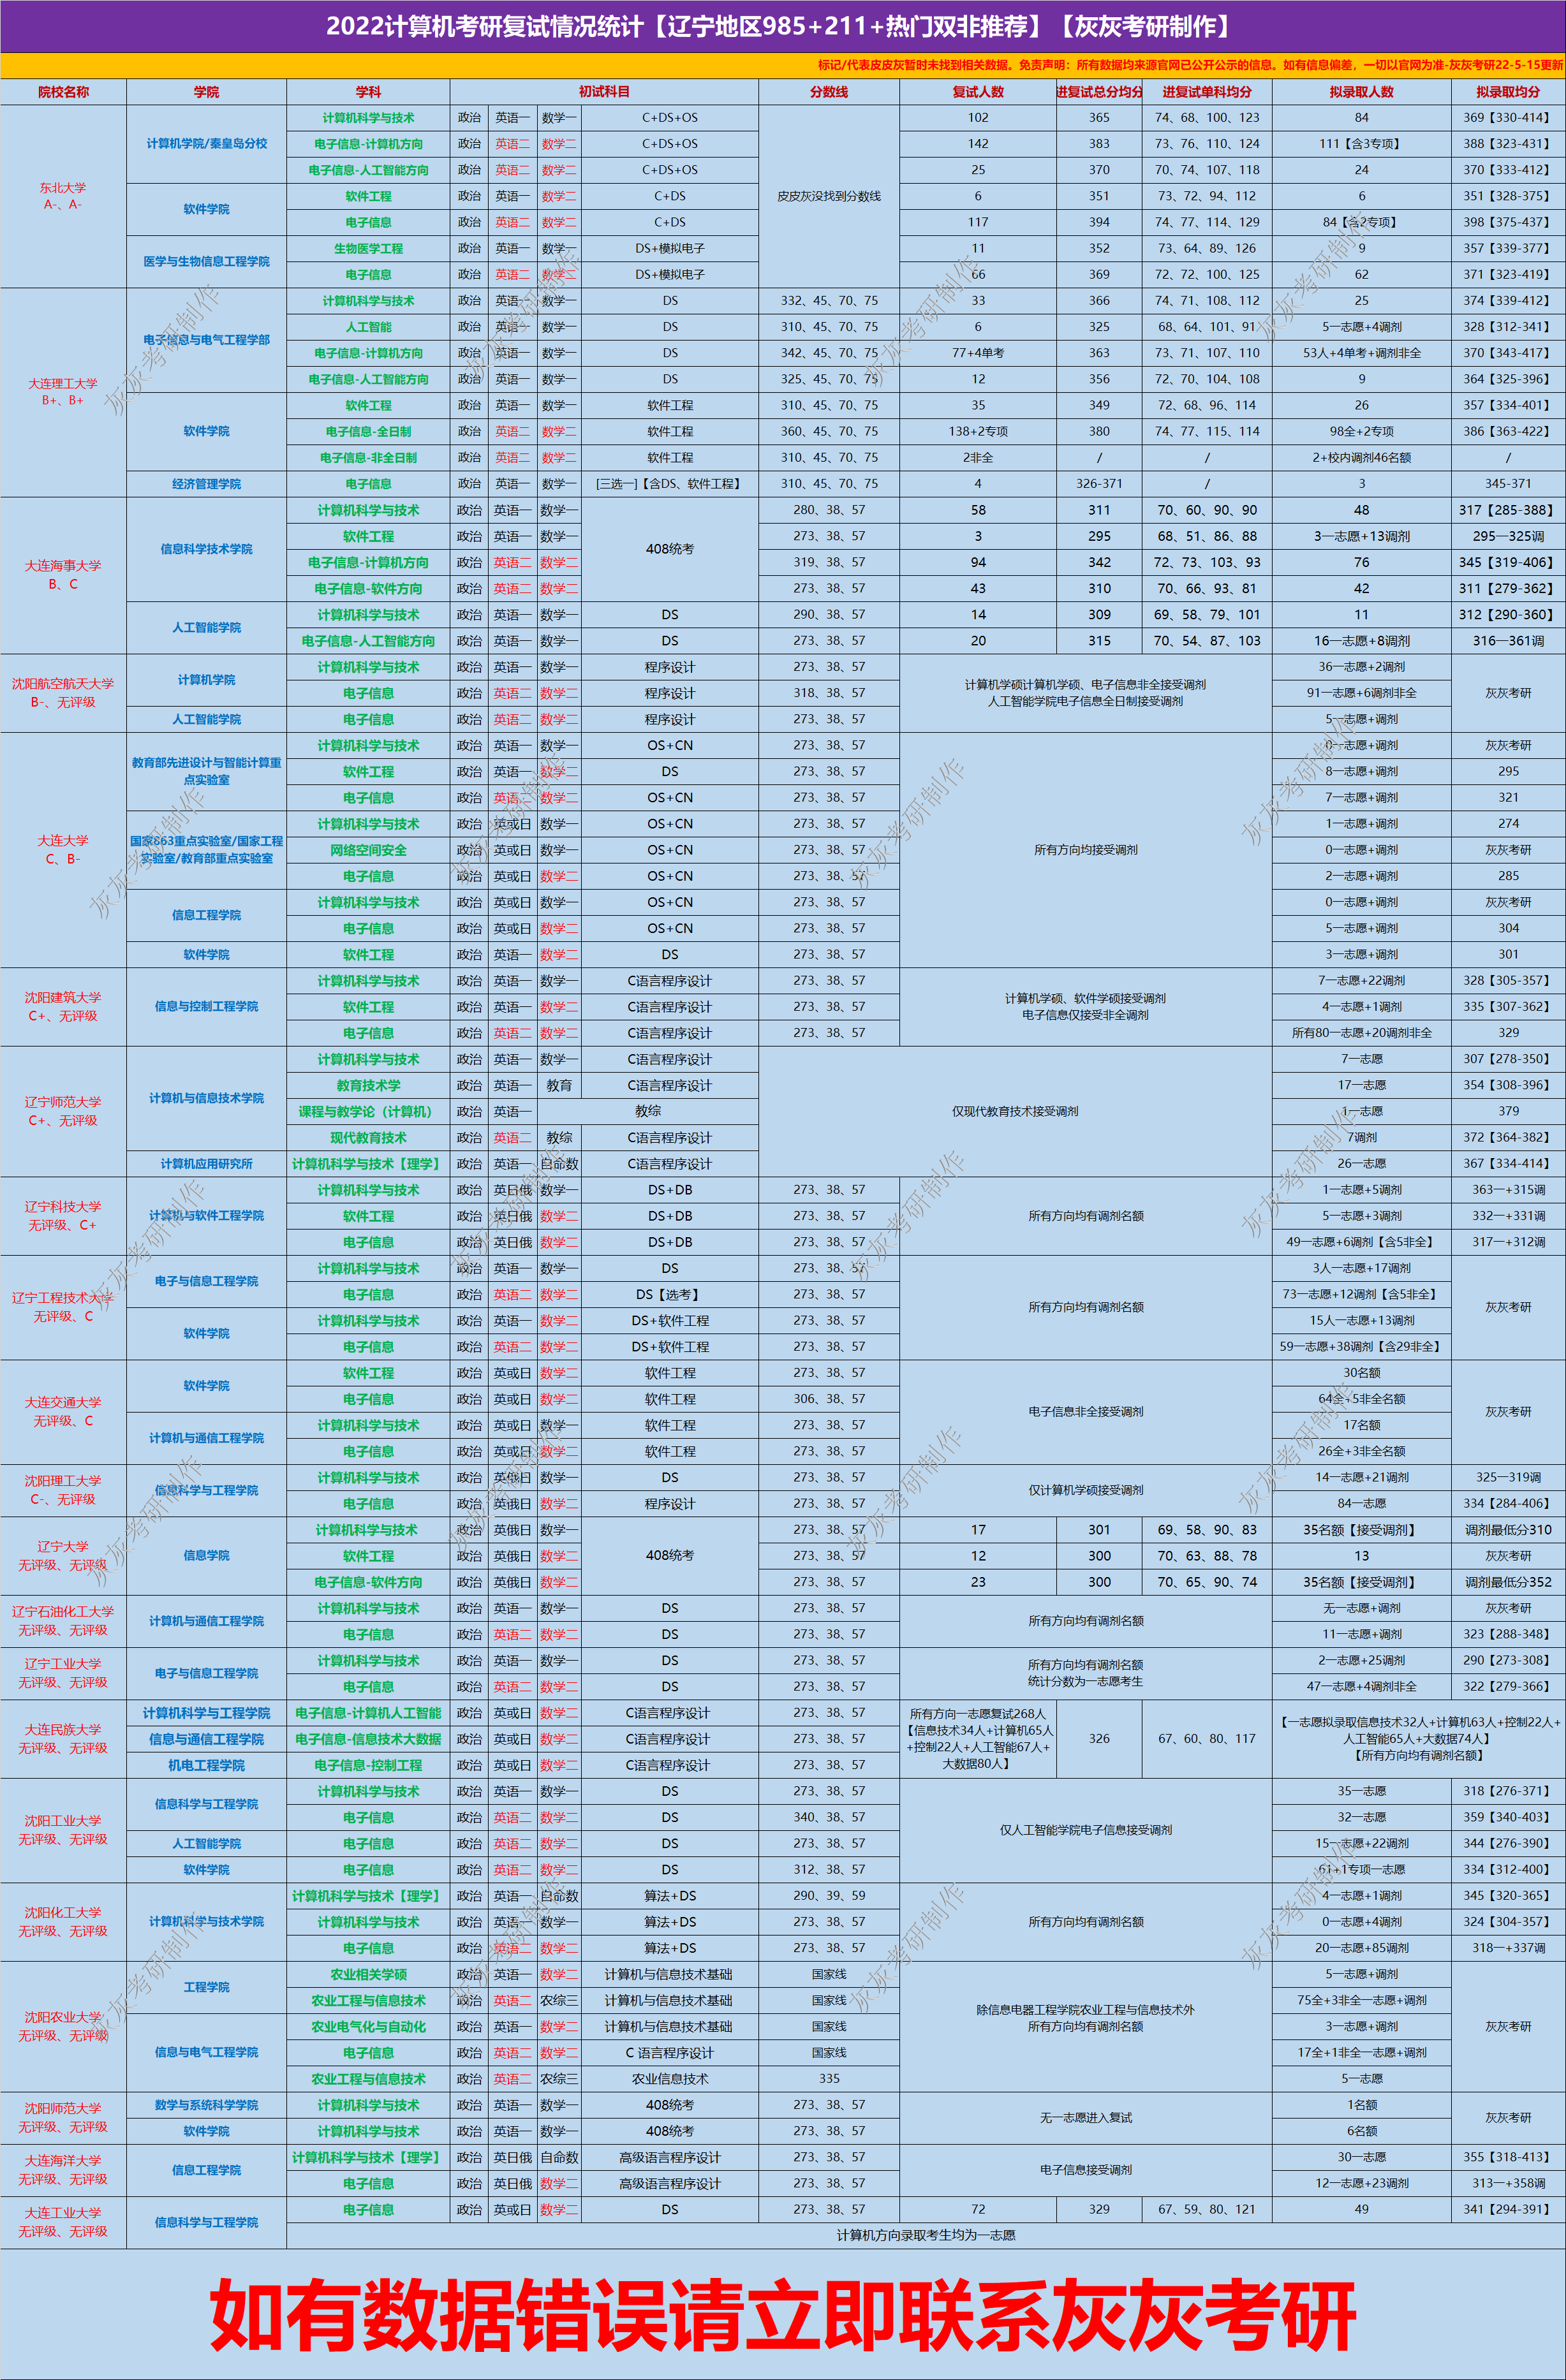 2022计算机考研复试情况统计【辽宁地区985+211+热门双非推荐】【灰灰考研制作】
标记/代表皮皮灰暂时未找到相关数据。免责声明：所有数据均来源官网已公开公示的信息。如有信息偏差，一切以官网为准-灰灰考研22-5-15更新
院校名称 学院 学科 初试科目 分数线 复试人数 进复试总分均分 进复试单科均分 拟录取人数 拟录取均分
东北大学
A-、A-
计算机学院/秦皇岛分校
计算机科学与技术 政治 英语一 数学一 C+DS+OS 皮皮灰没找到分数线 102 365 74、68、100、123 84 369【330-414】
电子信息-计算机方向 政治 英语二 数学二 C+DS+OS 142 383 73、76、110、124 111【含3专项】 388【323-431】
电子信息-人工智能方向 政治 英语二 数学二 C+DS+OS 25 370 70、74、107、118 24 370【333-412】
软件学院
软件工程 政治 英语一 数学二 C+DS 6 351 73、72、94、112 6 351【328-375】
电子信息 政治 英语二 数学二 C+DS 117 394 74、77、114、129 84【含2专项】 398【375-437】
医学与生物信息工程学院
生物医学工程 政治 英语一 数学一 DS+模拟电子 11 352 73、64、89、126 9 357【339-377】
电子信息 政治 英语二 数学二 DS+模拟电子 66 369 72、72、100、125 62 371【323-419】
大连理工大学
B+、B+
电子信息与电气工程学部
计算机科学与技术 政治 英语一 数学一 DS 332、45、70、75 33 366 74、71、108、112 25 374【339-412】
人工智能 政治 英语一 数学一 DS 310、45、70、75 6 325 68、64、101、91 5一志愿+4调剂 328【312-341】
电子信息-计算机方向 政治 英语一 数学一 DS 342、45、70、75 77+4单考 363 73、71、107、110 53人+4单考+调剂非全 370【343-417】
电子信息-人工智能方向 政治 英语一 数学一 DS 325、45、70、75 12 356 72、70、104、108 9 364【325-396】
软件学院
软件工程 政治 英语一 数学一 软件工程 310、45、70、75 35 349 72、68、96、114 26 357【334-401】
电子信息-全日制 政治 英语二 数学二 软件工程 360、45、70、75 138+2专项 380 74、77、115、114 98全+2专项 386【363-422】
电子信息-非全日制 政治 英语二 数学二 软件工程 310、45、70、75 2非全 / / 2+校内调剂46名额 /
经济管理学院
电子信息 政治 英语一 数学一 [三选一]【含DS、软件工程】 310、45、70、75 4 326-371 / 3 345-371
大连海事大学
B、C
信息科学技术学院
计算机科学与技术 政治 英语一 数学一 408统考 280、38、57 58 311 70、60、90、90 48 317【285-388】
软件工程 政治 英语一 数学一 273、38、57 3 295 68、51、86、88 3一志愿+13调剂 295一325调
电子信息-计算机方向 政治 英语二 数学二 319、38、57 94 342 72、73、103、93 76 345【319-406】
电子信息-软件方向 政治 英语二 数学二 273、38、57 43 310 70、66、93、81 42 311【279-362】
人工智能学院
计算机科学与技术 政治 英语一 数学一 DS 290、38、57 14 309 69、58、79、101 11 312【290-360】
电子信息-人工智能方向 政治 英语一 数学一 DS 273、38、57 20 315 70、54、87、103 16一志愿+8调剂 316一361调
沈阳航空航天大学
B-、无评级
计算机学院
计算机科学与技术 政治 英语一 数学一 程序设计 273、38、57 36一志愿+2调剂
电子信息 政治 英语二 数学二 程序设计 318、38、57 91一志愿+6调剂非全
计算机学硕计算机学硕、电子信息非全接受调剂
人工智能学院电子信息全日制接受调剂
灰灰考研
人工智能学院
电子信息 政治 英语二 数学二 程序设计 273、38、57 5一志愿+调剂
大连大学
C、B-
教育部先进设计与智能计算重
点实验室
计算机科学与技术 政治 英语一 数学一 OS+CN 273、38、57 0一志愿+调剂 灰灰考研
软件工程 政治 英语一 数学二 DS 273、38、57 8一志愿+调剂 295
电子信息 政治 英语二 数学二 OS+CN 273、38、57 7一志愿+调剂 321
国家863重点实验室/国家工程
实验室/教育部重点实验室
计算机科学与技术 政治 英或日 数学一 OS+CN 273、38、57 1一志愿+调剂 274
网络空间安全 政治 英或日 数学一 OS+CN 273、38、57 所有方向均接受调剂 0一志愿+调剂 灰灰考研
电子信息 政治 英或日 数学二 OS+CN 273、38、57 2一志愿+调剂 285
信息工程学院
计算机科学与技术 政治 英或日 数学一 OS+CN 273、38、57 0一志愿+调剂 灰灰考研
电子信息 政治 英或日 数学二 OS+CN 273、38、57 5一志愿+调剂 304
软件学院
软件工程 政治 英语一 数学二 DS 273、38、57 3一志愿+调剂 301
沈阳建筑大学
C+、无评级
信息与控制工程学院
计算机科学与技术 政治 英语一 数学一 C语言程序设计 273、38、57 7一志愿+22调剂 328【305-357】
软件工程 政治 英语一 数学二 C语言程序设计 273、38、57 4一志愿+1调剂 335【307-362】
计算机学硕、软件学硕接受调剂
电子信息仅接受非全调剂
电子信息 政治 英语二 数学二 C语言程序设计 273、38、57 所有80一志愿+20调剂非全 329
辽宁师范大学
C+、无评级
计算机与信息技术学院
计算机科学与技术 政治 英语一 数学一 C语言程序设计 7一志愿 307【278-350】
教育技术学 政治 英语一 教育 C语言程序设计 17一志愿 354【308-396】
课程与教学论（计算机） 政治 英语一 教综 仅现代教育技术接受调剂 1一志愿 379
现代教育技术 政治 英语二 教综 C语言程序设计 7调剂 372【364-382】
计算机应用研究所
计算机科学与技术【理学】 政治 英语一 自命数 C语言程序设计 26一志愿 367【334-414】
辽宁科技大学
无评级、C+
计算机与软件工程学院
计算机科学与技术 政治 英日俄 数学一 DS+DB 273、38、57 1一志愿+5调剂 363一+315调
软件工程 政治 英日俄 数学二 DS+DB 273、38、57 所有方向均有调剂名额 5一志愿+3调剂 332一+331调
电子信息 政治 英日俄 数学二 DS+DB 273、38、57 49一志愿+6调剂【含5非全】 317一+312调
辽宁工程技术大学
无评级、C
电子与信息工程学院
计算机科学与技术 政治 英语一 数学一 DS 273、38、57 3人一志愿+17调剂
电子信息 政治 英语二 数学二 DS【选考】 273、38、57 所有方向均有调剂名额 73一志愿+12调剂【含5非全】 灰灰考研
软件学院
计算机科学与技术 政治 英语一 数学二 DS+软件工程 273、38、57 15人一志愿+13调剂
电子信息 政治 英语二 数学二 DS+软件工程 273、38、57 59一志愿+38调剂【含29非全】
大连交通大学
无评级、C
软件学院
软件工程 政治 英或日 数学二 软件工程 273、38、57 30名额
电子信息 政治 英或日 数学二 软件工程 306、38、57 电子信息非全接受调剂 64全+5非全名额 灰灰考研
计算机与通信工程学院
计算机科学与技术 政治 英或日 数学一 软件工程 273、38、57 17名额
电子信息 政治 英或日 数学二 软件工程 273、38、57 26全+3非全名额
沈阳理工大学
C-、无评级
信息科学与工程学院
计算机科学与技术 政治 英俄日 数学一 DS 273、38、57 仅计算机学硕接受调剂 14一志愿+21调剂 325一319调
电子信息 政治 英俄日 数学二 程序设计 273、38、57 84一志愿 334【284-406】
辽宁大学
无评级、无评级
信息学院
计算机科学与技术 政治 英俄日 数学一 273、38、57 17 301 69、58、90、83 35名额【接受调剂】 调剂最低分310
软件工程 政治 英俄日 数学二 408统考 273、38、57 12 300 70、63、88、78 13 灰灰考研
电子信息-软件方向 政治 英俄日 数学二 273、38、57 23 300 70、65、90、74 35名额【接受调剂】 调剂最低分352
辽宁石油化工大学
无评级、无评级
计算机与通信工程学院
计算机科学与技术 政治 英语一 数学一 DS 273、38、57 所有方向均有调剂名额 无一志愿+调剂 灰灰考研
电子信息 政治 英语二 数学二 DS 273、38、57 11一志愿+调剂 323【288-348】
辽宁工业大学
无评级、无评级
电子与信息工程学院
计算机科学与技术 政治 英语一 数学一 DS 273、38、57 2一志愿+25调剂 290【273-308】
所有方向均有调剂名额
统计分数为一志愿考生
电子信息 政治 英语二 数学二 DS 273、38、57 47一志愿+4调剂非全 322【279-366】
大连民族大学
无评级、无评级
计算机科学与工程学院 电子信息-计算机人工智能 政治 英或日 数学二 C语言程序设计 273、38、57
信息与通信工程学院 电子信息-信息技术大数据 政治 英或日 数学二 C语言程序设计 273、38、57
机电工程学院 电子信息-控制工程 政治 英或日 数学二 C语言程序设计 273、38、57
所有方向一志愿复试268人
【信息技术34人+计算机65人
+控制22人+人工智能67人+
大数据80人】
326 67、60、80、117
【一志愿拟录取信息技术32人+计算机63人+控制22人+
人工智能65人+大数据74人】
【所有方向均有调剂名额】
沈阳工业大学
无评级、无评级
信息科学与工程学院
计算机科学与技术 政治 英语一 数学一 DS 273、38、57 35一志愿 318【276-371】
电子信息 政治 英语二 数学二 DS 340、38、57 仅人工智能学院电子信息接受调剂 32一志愿 359【340-403】
人工智能学院
电子信息 政治 英语二 数学二 DS 273、38、57 15一志愿+22调剂 344【276-390】
软件学院
电子信息 政治 英语二 数学二 DS 312、38、57 61+1专项一志愿 334【312-400】
沈阳化工大学
无评级、无评级
计算机科学与技术学院
计算机科学与技术【理学】 政治 英语一 自命数 算法+DS 290、39、59 4一志愿+1调剂 345【320-365】
计算机科学与技术 政治 英语一 数学一 算法+DS 273、38、57 所有方向均有调剂名额 0一志愿+4调剂 324【304-357】
电子信息 政治 英语二 数学二 算法+DS 273、38、57 20一志愿+85调剂 318一+337调
沈阳农业大学
无评级、无评级
工程学院
农业相关学硕 政治 英语一 数学二 计算机与信息技术基础 国家线 5一志愿+调剂
农业工程与信息技术 政治 英语二 农综三 计算机与信息技术基础 国家线 75全+3非全一志愿+调剂
除信息电器工程学院农业工程与信息技术外
所有方向均有调剂名额
灰灰考研
信息与电气工程学院
农业电气化与自动化 政治 英语一 数学二 计算机与信息技术基础 国家线 3一志愿+调剂
电子信息 政治 英语二 数学二 C 语言程序设计 国家线 17全+1非全一志愿+调剂
农业工程与信息技术 政治 英语二 农综三 农业信息技术 335 5一志愿
沈阳师范大学
无评级、无评级
数学与系统科学学院 计算机科学与技术 政治 英语一 数学一 408统考 273、38、57 无一志愿进入复试 1名额 灰灰考研
软件学院 计算机科学与技术 政治 英语一 数学一 408统考 273、38、57 6名额
大连海洋大学
无评级、无评级
信息工程学院
计算机科学与技术【理学】 政治 英日俄 自命数 高级语言程序设计 273、38、57 电子信息接受调剂 30一志愿 355【318-413】
电子信息 政治 英日俄 数学二 高级语言程序设计 273、38、57 12一志愿+23调剂 313一+358调
大连工业大学
无评级、无评级
信息科学与工程学院
电子信息 政治 英或日 数学二 DS 273、38、57 72 329 67、59、80、121 49 341【294-391】
计算机方向录取考生均为一志愿
如有数据错误请立即联系灰灰考研